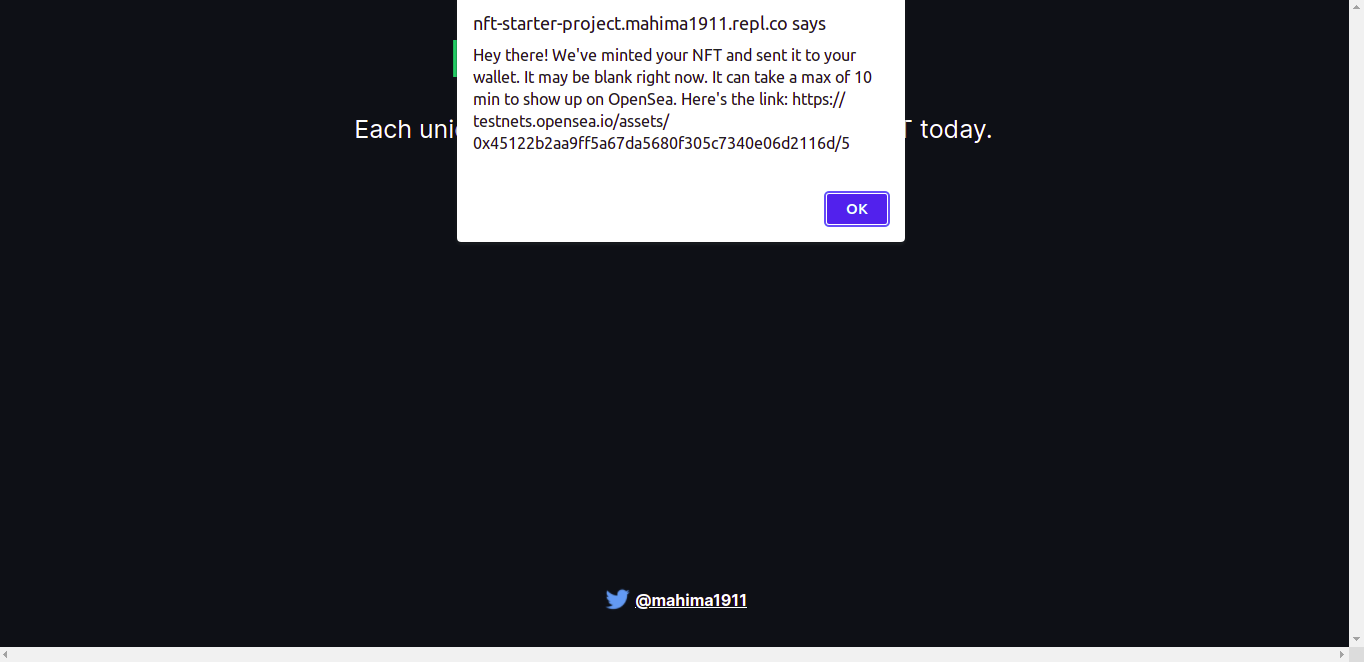 nft-starter-project.mahima1911.repl.co says
Hey there! We've minted your NFT and sent it to your
wallet. It may be blank right now. It can take a max of 10
min to show up on OpenSea. Here's the link: https://
testnets.opensea.io/assets/
0x45122b2aa9ff5a67da5680f305c7340e06d2116d/5
OK
Each today.
@mahima1911